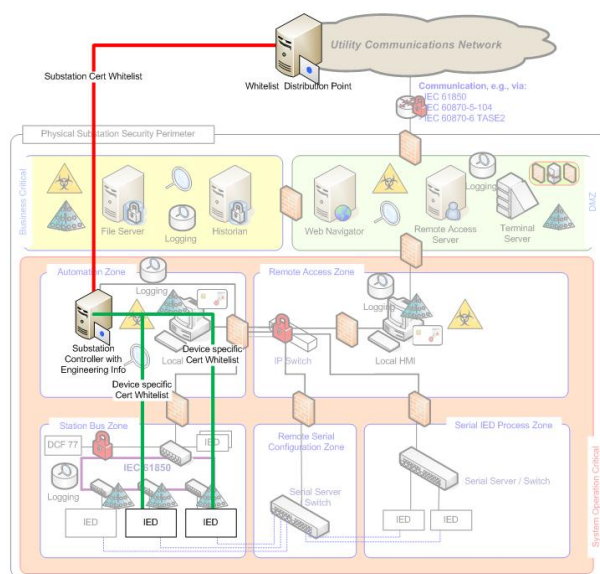 Utility Communications Network
Substation Cert Whitelist
Whitelist Distribution Point
Communication, e.g., via:
IEC 61850
IEC 60870-5-104
IEC 60870-6 TASE2
Physical Substation Security Perimeter
Business Critical
File Server
Logging
Historian
Web Navigator
Remote Access
Server
Logging
Terminal
Server
DMZ
Automation Zone
Logging
Substation
Controller with
Engineering Info
Local
Device specific
Cert Whitelist
Device specific
Cert Whitelist
Remote Access Zone
Logging
IP Switch
Local HMI
Station Bus Zone
DCF 77
IED
IEC 61850
Logging
IED
IED
IED
Remote Serial
Configuration Zone
Serial Server
Switch
Serial IED Process Zone
Serial Server / Switch
IED
IED
System Operation Critical